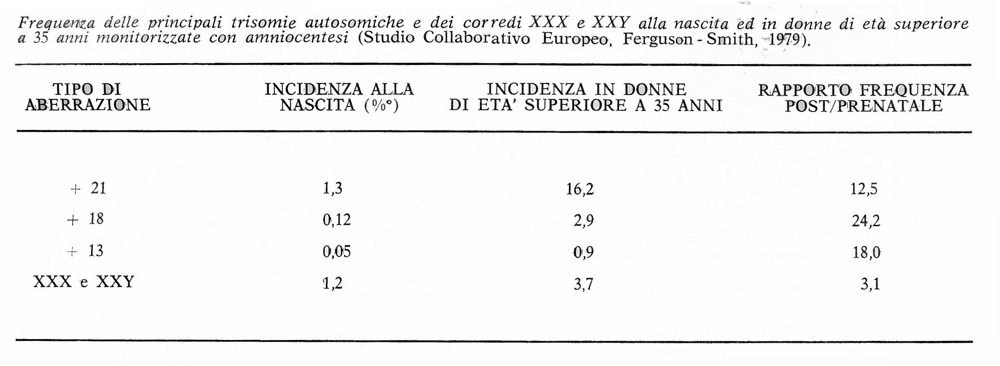 Frequenza delle principali trisomie autosomiche e dei corredi XXX e XXY alla nascita ed in donne di età superiore
a 35 anni monitorizzate con amniocentesi (Studio Collaborativo Europeo, Ferguson - Smith, 1979).
TIPO DI ABERRAZIONE
INCIDENZA ALLA NASCITA (%°)
INCIDENZA IN DONNE DI ETA' SUPERIORE A 35 ANNI
RAPPORTO FREQUENZA POST/PRENATALE
+ 21 1,3 16,2 12,5
+ 18 0,12 2,9 24,2
+ 13 0,05 0,9 18,0
XXX e XXY 1,2 3,7 3,1